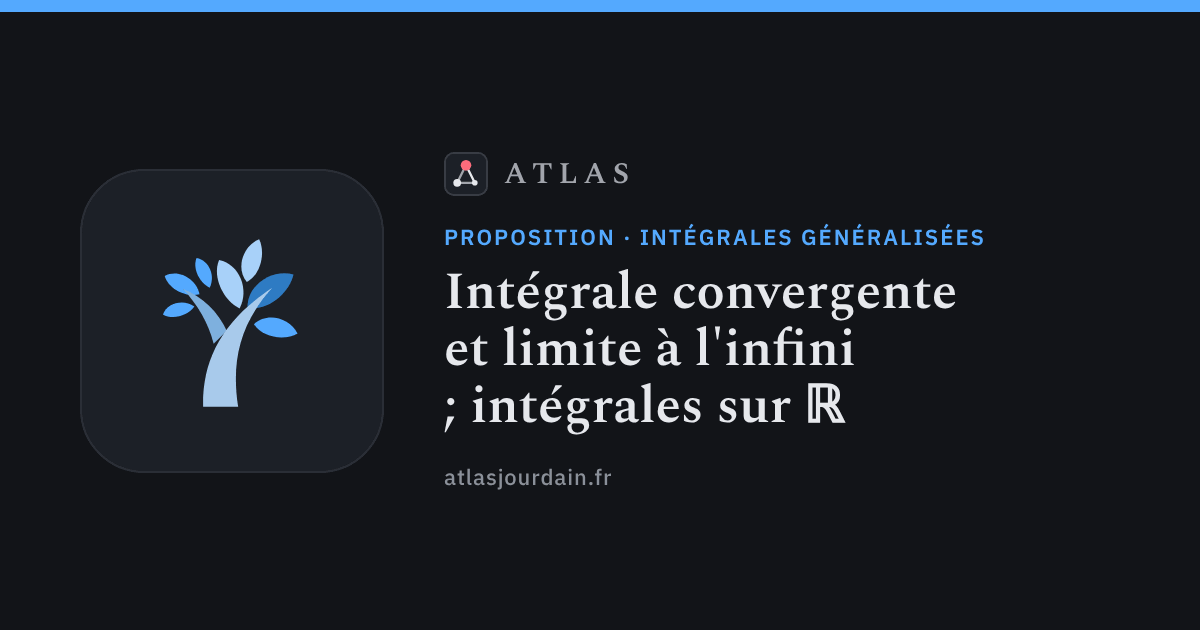 ATLAS
PROPOSITION · INTÉGRALES GÉNÉRALISÉES
Intégrale convergente
et limite à l'infini
; intégrales sur ℝ
atlasjourdain.fr